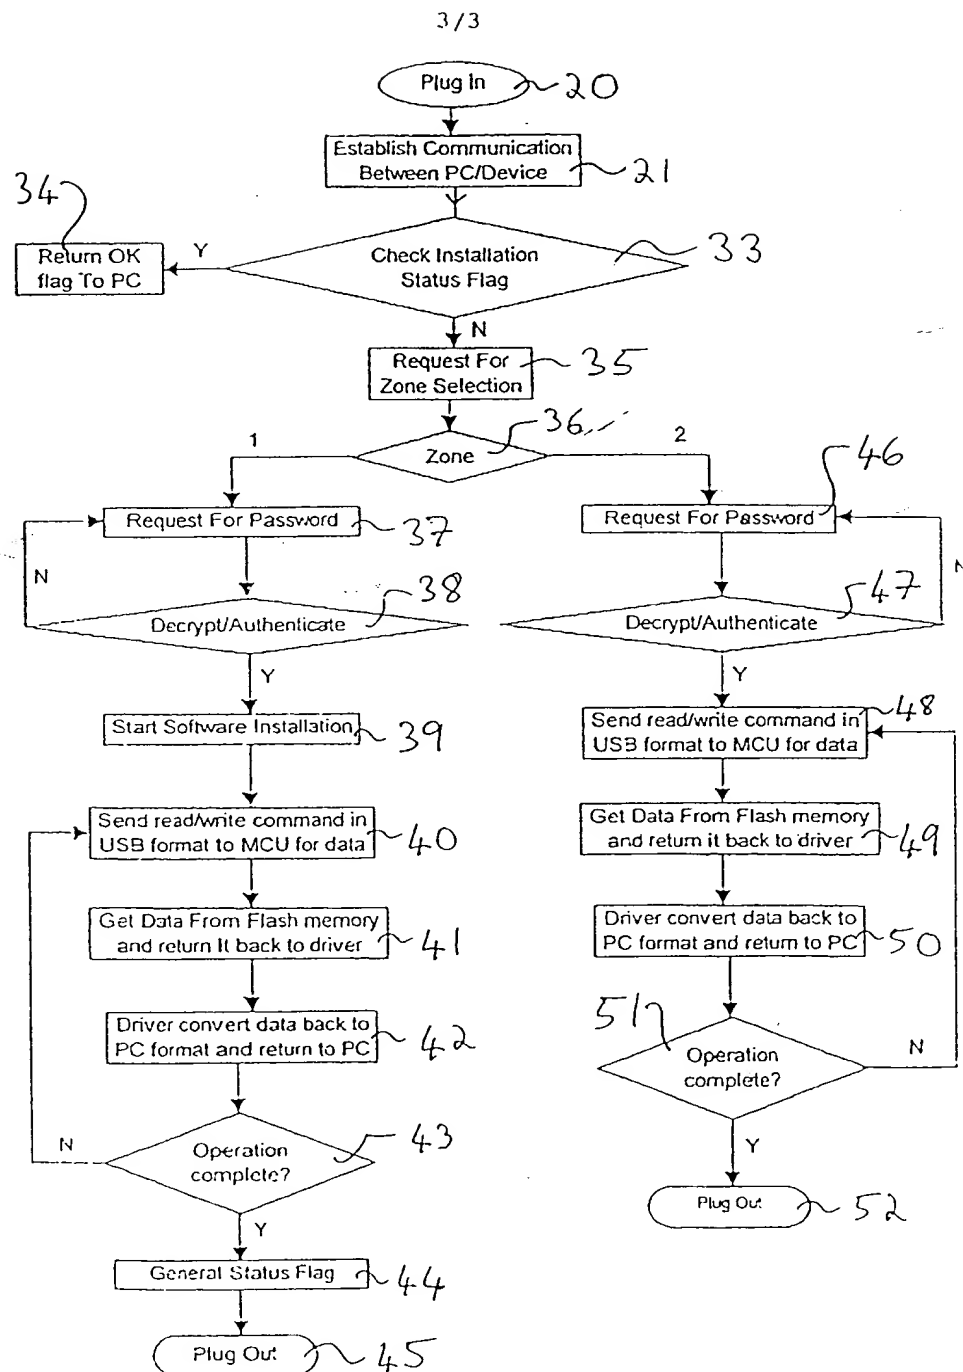 3/3
Plug In
20
Establish Communication
Between PC/Device
21
34
Return OK
flag To PC
Y
Check Installation
Status Flag
33
N
Request For
Zone Selection
35
36
1
Zone
2
46
Request For Password
37
Request For Password
N
N
38
Decrypt/Authenticate
47
Decrypt/Authenticate
Y
Y
Start Software Installation
39
Send read/write command in
USB format to MCU for data
48
Send read/write command in
USB format to MCU for data
40
Get Data From Flash memory
and return it back to driver
49
Get Data From Flash memory
and return It back to driver
41
Driver convert data back to
PC format and return to PC
50
Driver convert data back to
PC format and return to PC
42
51
Operation
complete?
N
N
Operation
complete?
43
Y
Y
Plug Out
52
General Status Flag
44
Plug Out
45